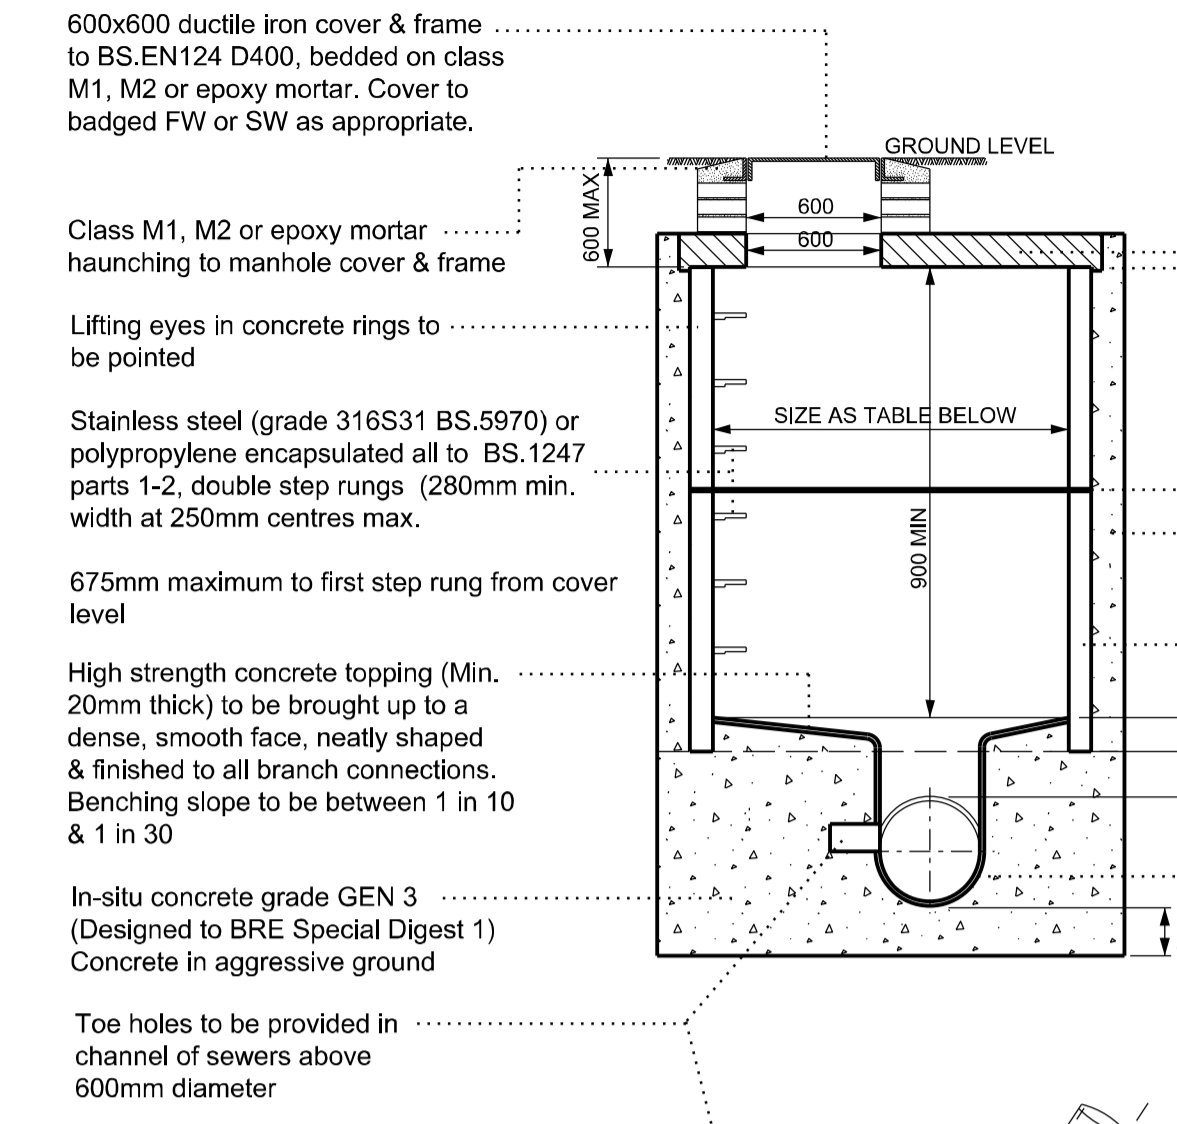 600x600 ductile iron cover & frame
to BS.EN124 D400, bedded on class
M1, M2 or epoxy mortar. Cover to
badged FW or SW as appropriate.
GROUND LEVEL
600 MAX
600
600
Class M1, M2 or epoxy mortar
haunching to manhole cover & frame
Lifting eyes in concrete rings to
be pointed
SIZE AS TABLE BELOW
Stainless steel (grade 316S31 BS.5970) or
polypropylene encapsulated all to BS.1247
parts 1-2, double step rungs (280mm min.
width at 250mm centres max.
900 MIN
675mm maximum to first step rung from cover
level
High strength concrete topping (Min.
20mm thick) to be brought up to a
dense, smooth face, neatly shaped
& finished to all branch connections.
Benching slope to be between 1 in 10
& 1 in 30
In-situ concrete grade GEN 3
(Designed to BRE Special Digest 1)
Concrete in aggressive ground
Toe holes to be provided in
channel of sewers above
600mm diameter